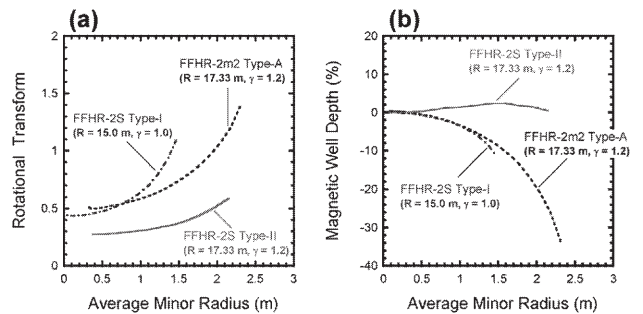 (a)
2
1.5
1
0.5
0
Rotational Transform
FFHR-2m2 Type-A
(R = 17.33 m, γ = 1.2)
FFHR-2S Type-I
(R = 15.0 m, γ = 1.0)
FFHR-2S Type-II
(R = 17.33 m, γ = 1.2)
0 0.5 1 1.5 2 2.5 3
Average Minor Radius (m)
(b)
20
10
0
-10
-20
-30
-40
Magnetic Well Depth (%)
FFHR-2S Type-II
(R = 17.33 m, γ = 1.2)
FFHR-2m2 Type-A
(R = 17.33 m, γ = 1.2)
FFHR-2S Type-I
(R = 15.0 m, γ = 1.0)
0 0.5 1 1.5 2 2.5 3
Average Minor Radius (m)